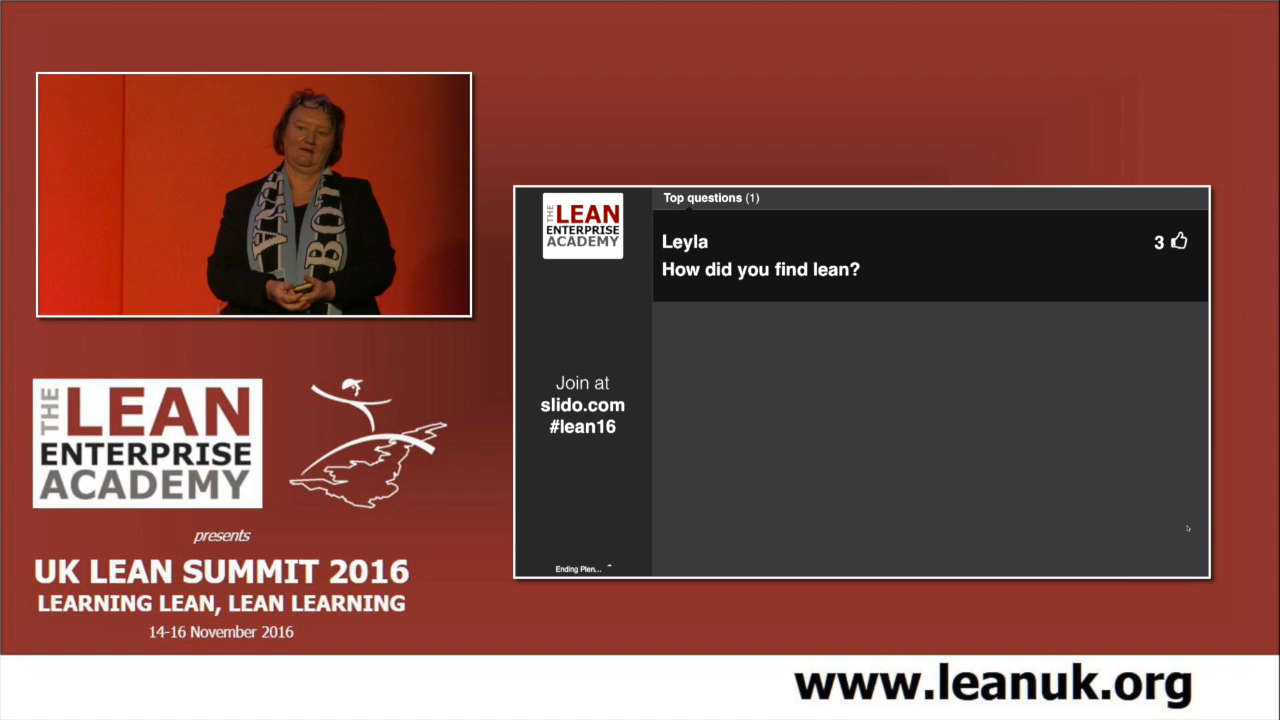 THE LEAN
ENTERPRISE
ACADEMY
Top questions (1)
Leyla
3
How did you find lean?
Join at
slido.com
#lean16
Ending Plen...
THE LEAN
ENTERPRISE
ACADEMY
presents
UK LEAN SUMMIT 2016
LEARNING LEAN, LEAN LEARNING
14-16 November 2016
www.leanuk.org